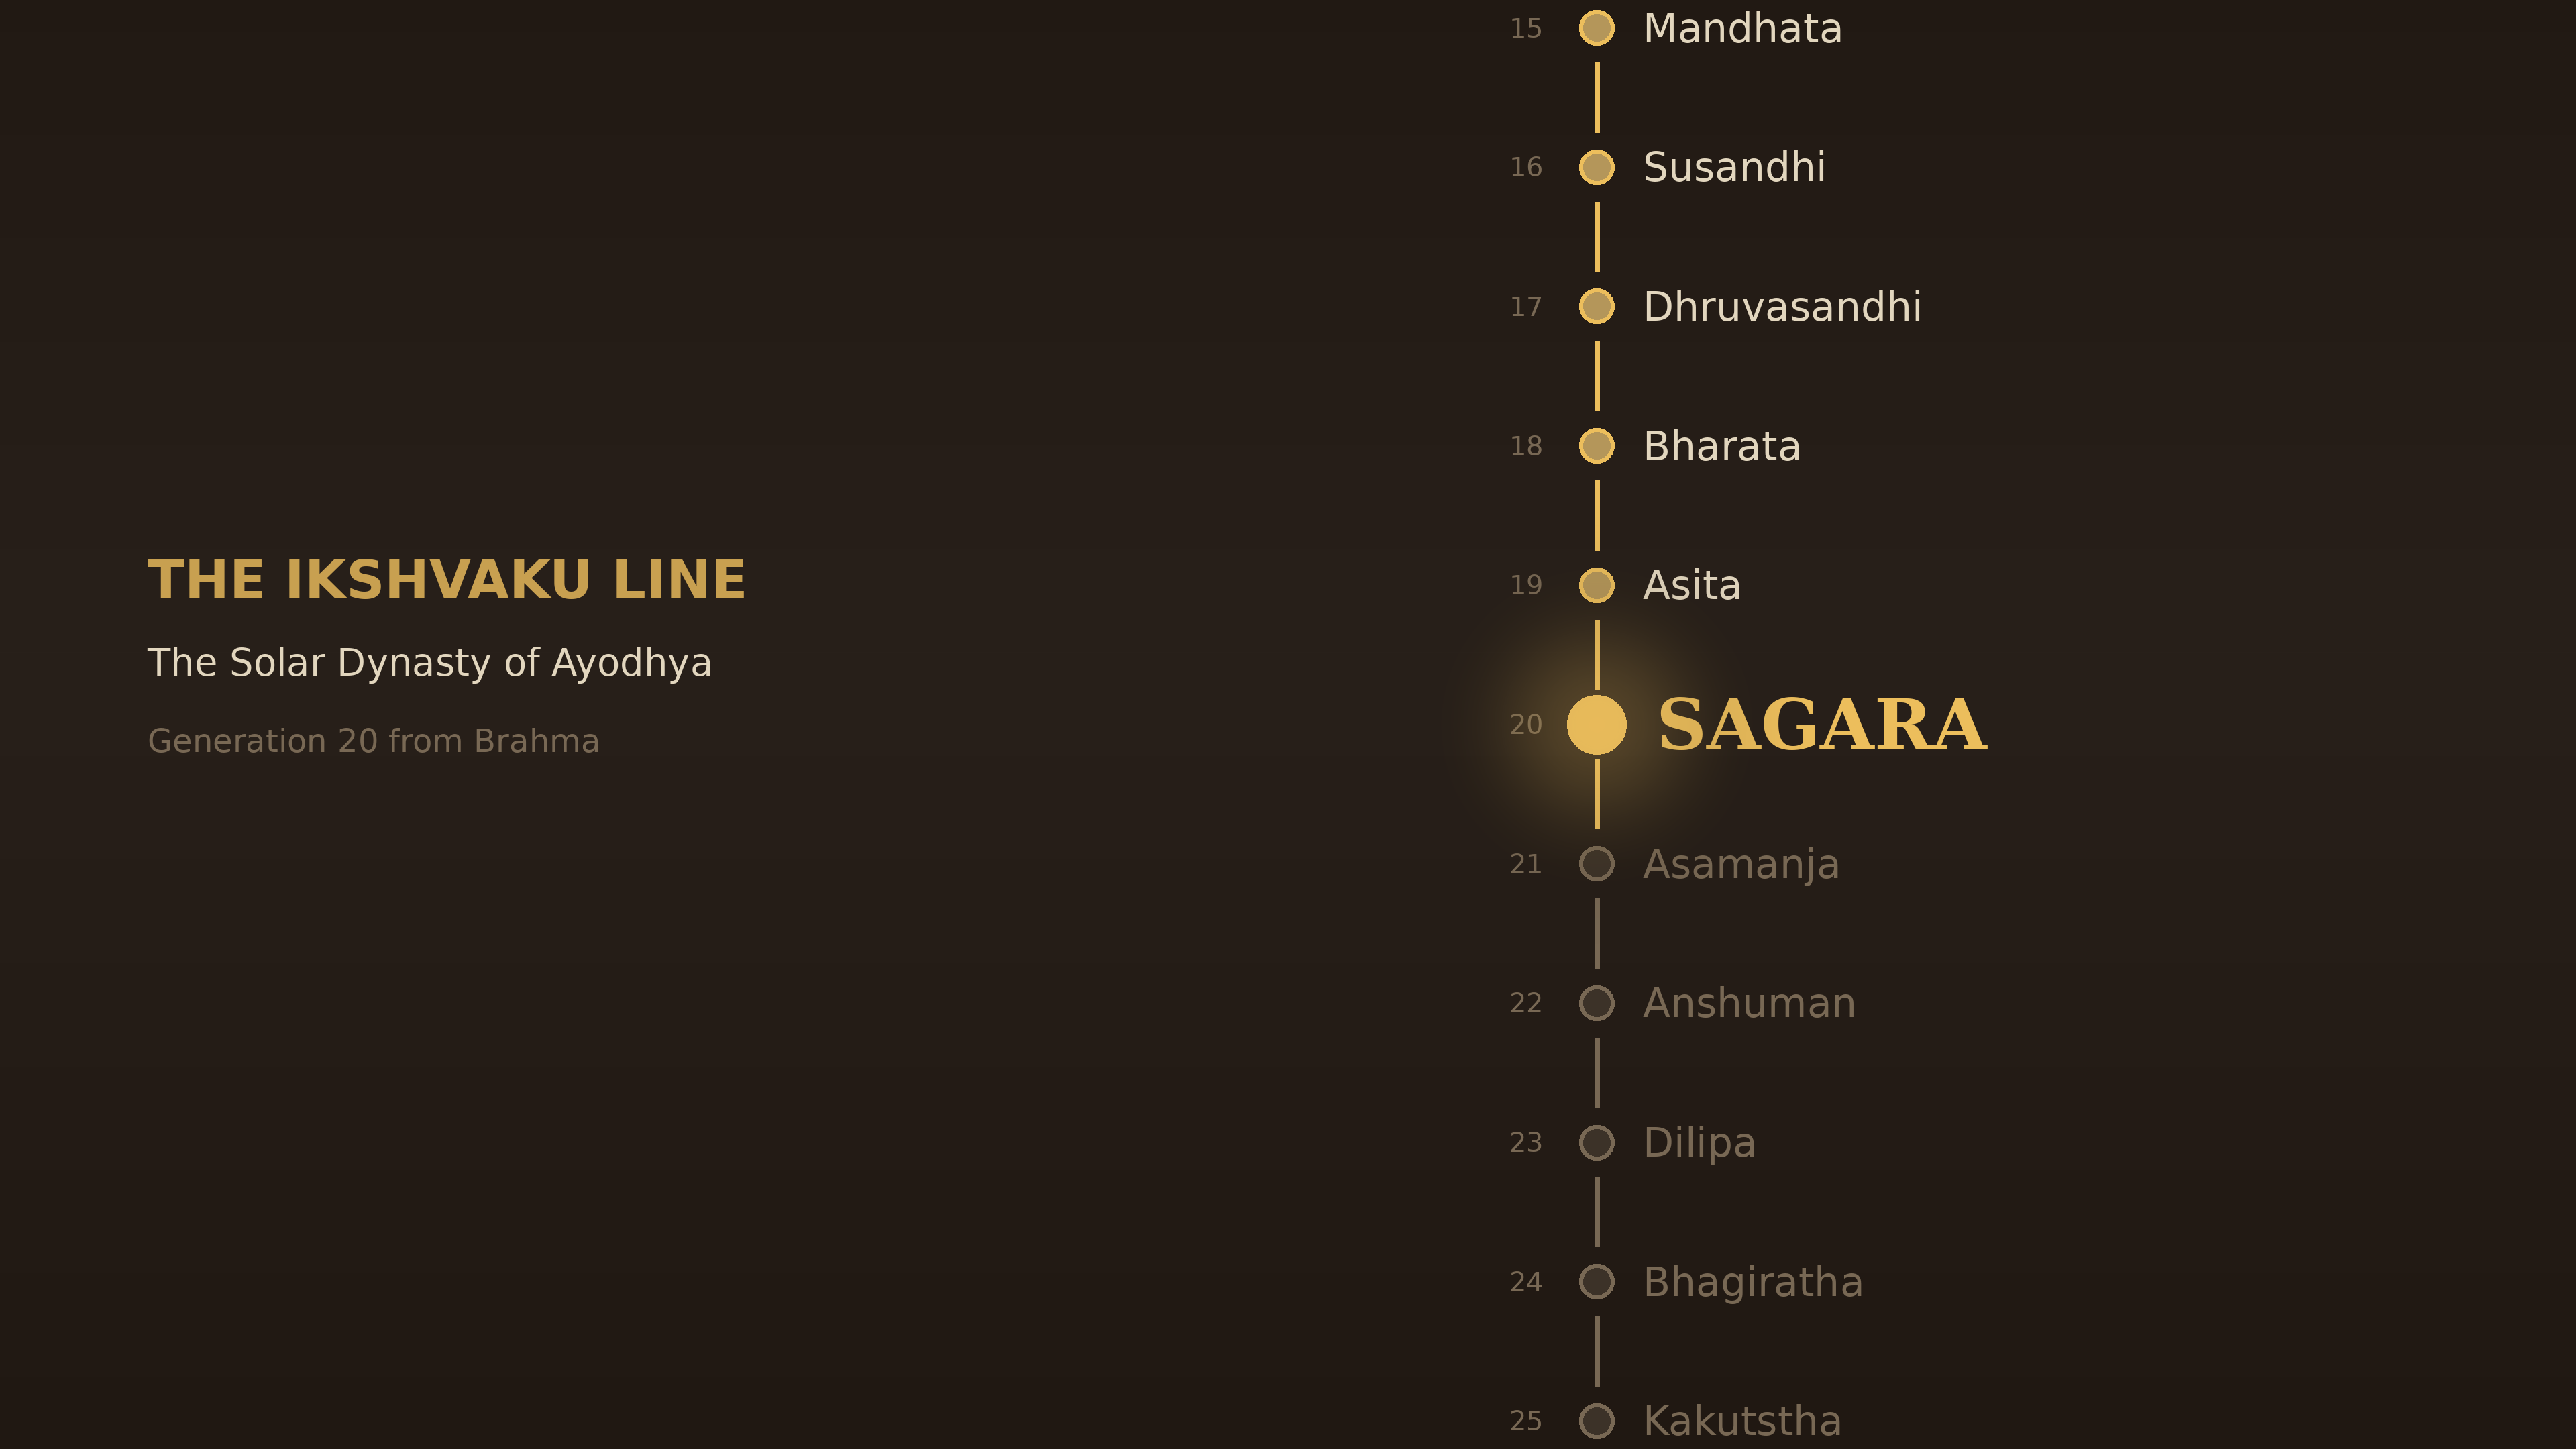 THE IKSHVAKU LINE
The Solar Dynasty of Ayodhya
Generation 20 from Brahma
15 Mandhata
16 Susandhi
17 Dhruvasandhi
18 Bharata
19 Asita
20 SAGARA
21 Asamanja
22 Anshuman
23 Dilipa
24 Bhagiratha
25 Kakutstha